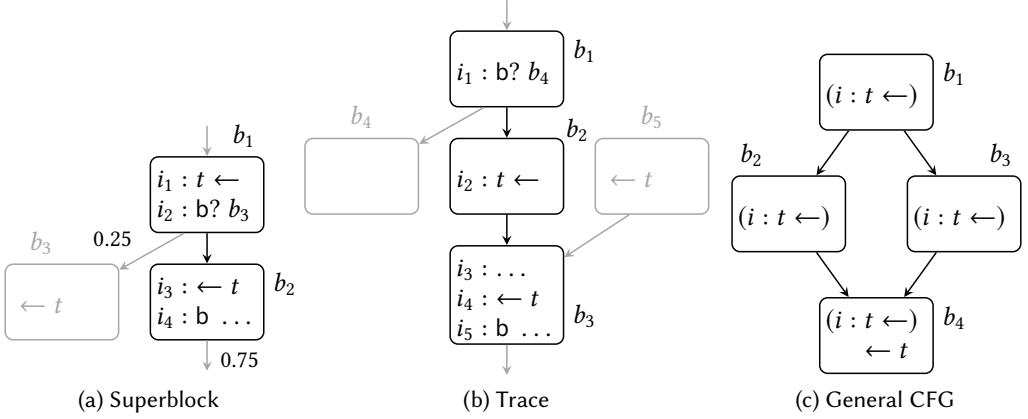 b₁
i₁ : t ←
i₂ : b? b₃
0.25
b₃
← t
i₃ : ← t
i₄ : b ...
b₂
0.75
(a) Superblock
b₁
i₁ : b? b₄
b₄
b₂
i₂ : t ←
b₅
← t
i₃ : ...
i₄ : ← t
i₅ : b ...
b₃
(b) Trace
b₁
(i : t ←)
b₂
(i : t ←)
b₃
(i : t ←)
b₄
(i : t ←)
← t
(c) General CFG